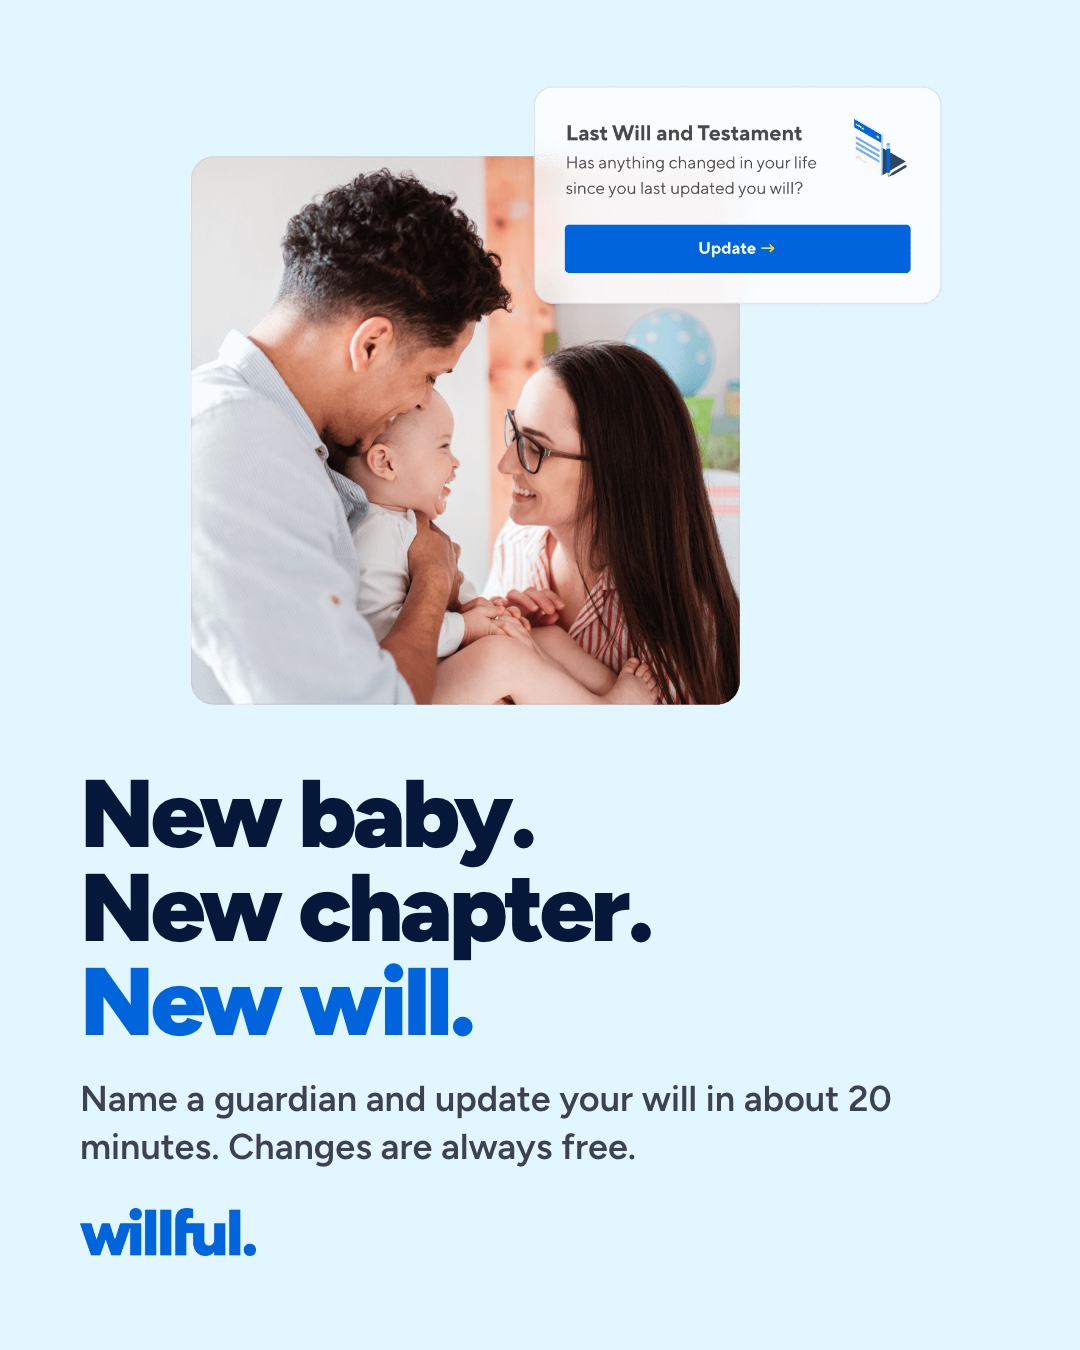 Last Will and Testament
Has anything changed in your life
since you last updated you will?
Update →
New baby.
New chapter.
New will.
Name a guardian and update your will in about 20
minutes. Changes are always free.
willful.